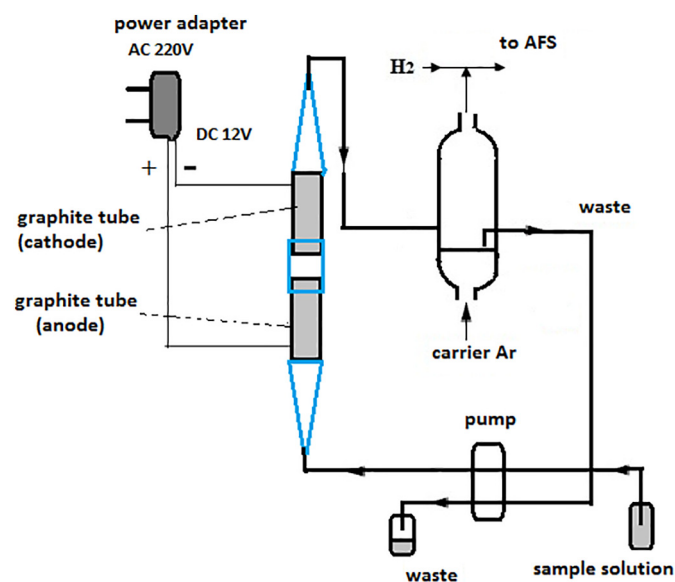 power adapter
AC 220V
to AFS
H2
DC 12V
+ -
graphite tube
(cathode)
waste
graphite tube
(anode)
carrier Ar
pump
waste
sample solution